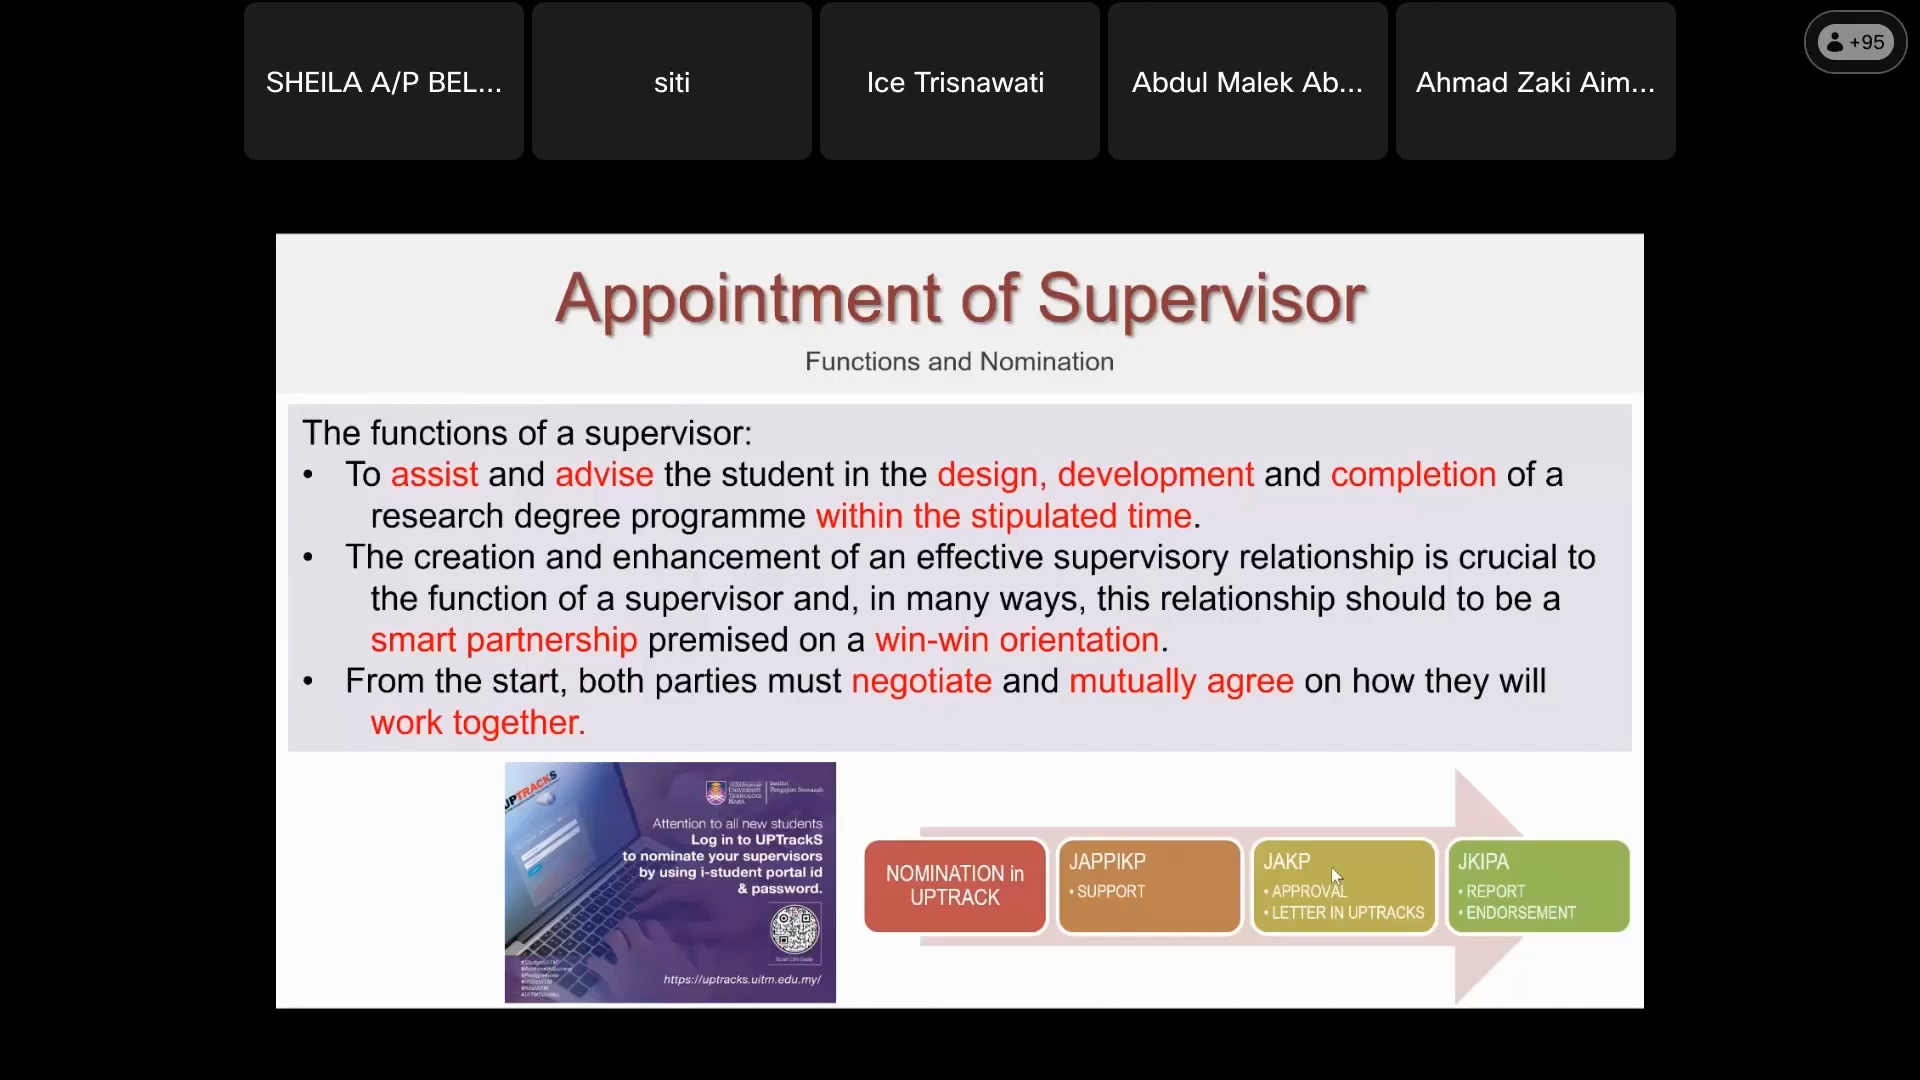 SHEILA A/P BEL...
siti
Ice Trisnawati
Abdul Malek Ab...
Ahmad Zaki Aim...
+95
Appointment of Supervisor
Functions and Nomination
The functions of a supervisor:
• To assist and advise the student in the design, development and completion of a
research degree programme within the stipulated time.
• The creation and enhancement of an effective supervisory relationship is crucial to
the function of a supervisor and, in many ways, this relationship should to be a
smart partnership premised on a win-win orientation.
• From the start, both parties must negotiate and mutually agree on how they will
work together.
UPTRACKS
UNIVERSITI
TEKNOLOGI
MARA
Institut
Pengajian Siswazah
Attention to all new students
Log in to UPTrackS
to nominate your supervisors
by using i-student portal id
& password.
https://uptracks.uitm.edu.my/
NOMINATION in
UPTRACK
JAPPIKP
• SUPPORT
JAKP
• APPROVAL
• LETTER IN UPTRACKS
JKIPA
• REPORT
• ENDORSEMENT